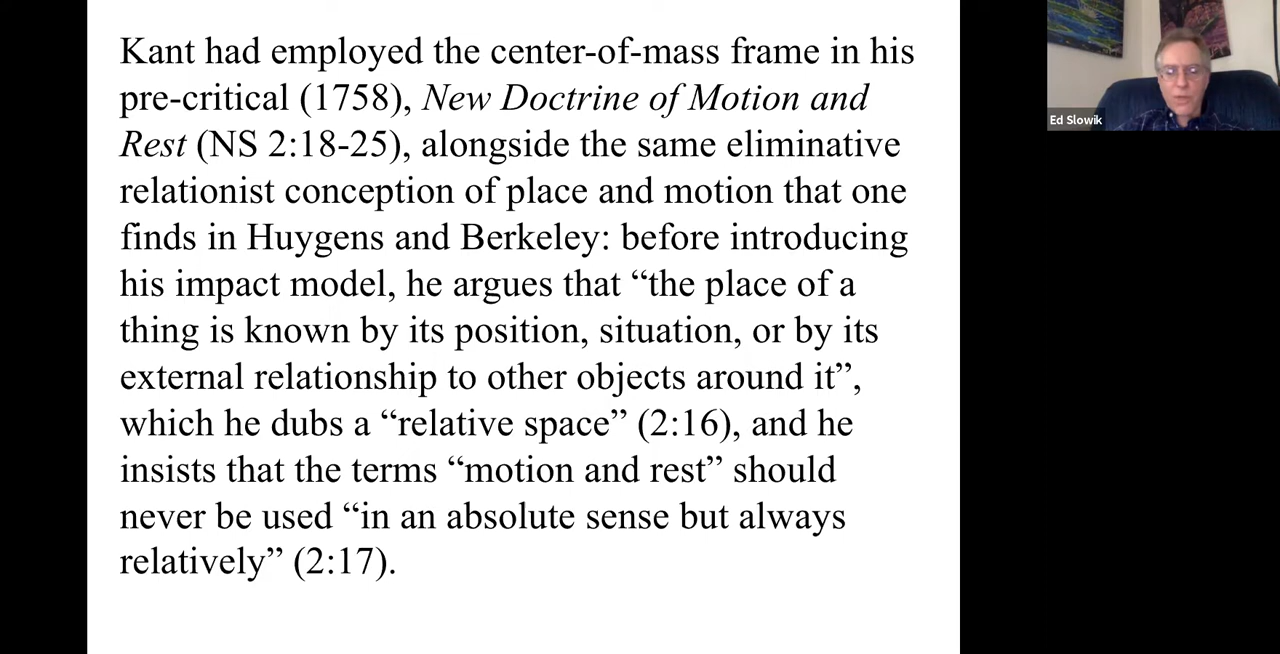 Kant had employed the center-of-mass frame in his
pre-critical (1758), New Doctrine of Motion and
Rest (NS 2:18-25), alongside the same eliminative
relationist conception of place and motion that one
finds in Huygens and Berkeley: before introducing
his impact model, he argues that “the place of a
thing is known by its position, situation, or by its
external relationship to other objects around it”,
which he dubs a “relative space” (2:16), and he
insists that the terms “motion and rest” should
never be used “in an absolute sense but always
relatively” (2:17).
Ed Slowik